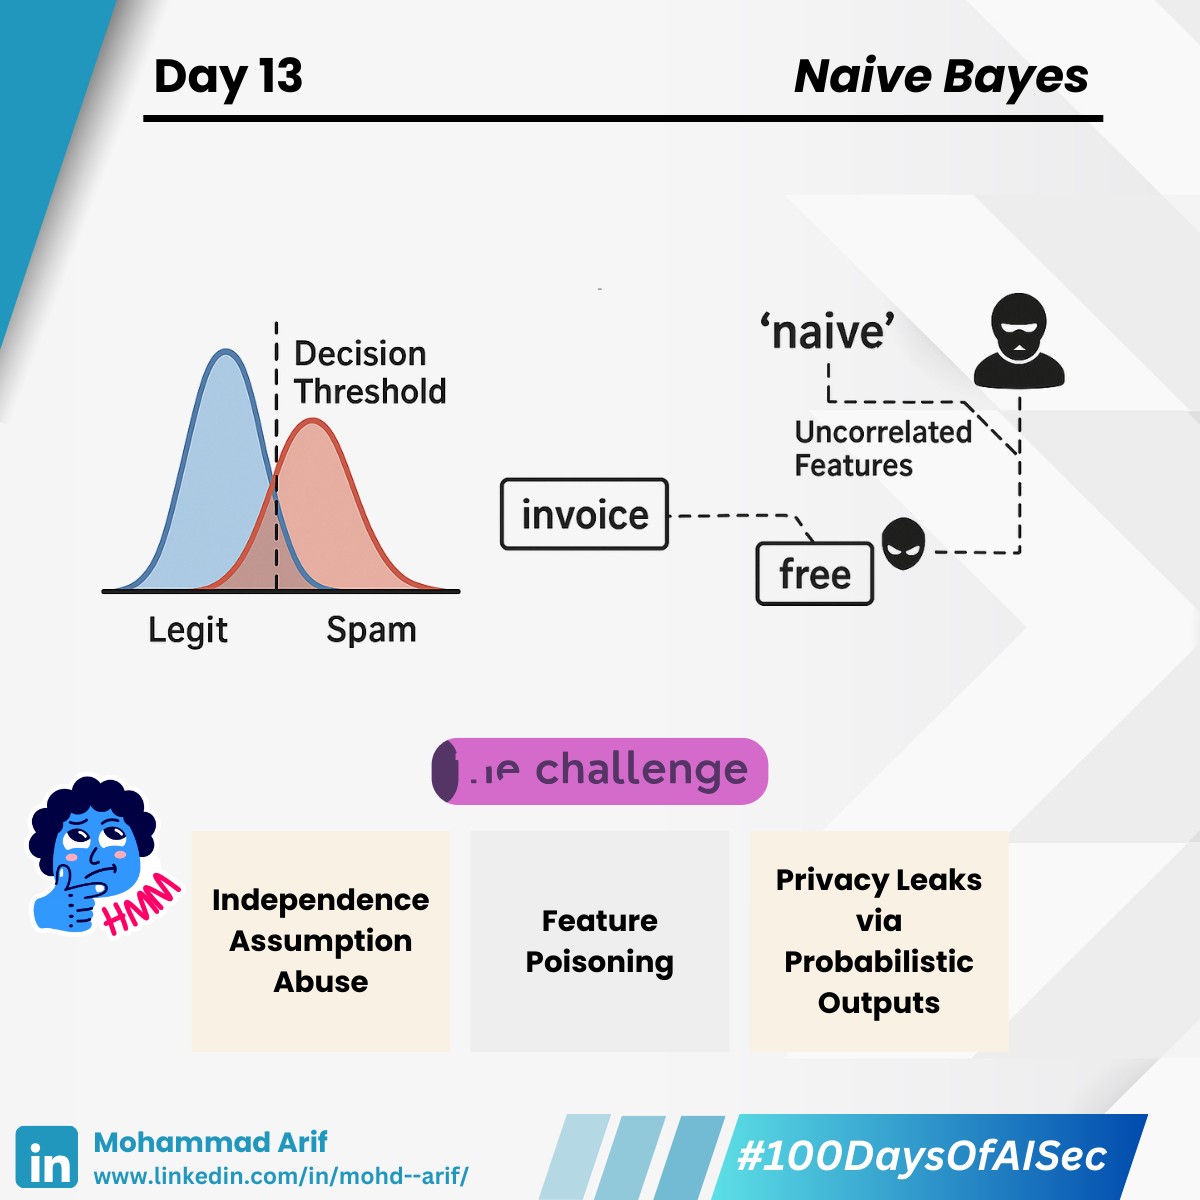 Day 13
Naive Bayes
Decision
Threshold
Legit
Spam
‘naive’
Uncorrelated
Features
invoice
free
challenge
HMM
Independence
Assumption
Abuse
Feature
Poisoning
Privacy Leaks
via
Probabilistic
Outputs
in
Mohammad Arif
www.linkedin.com/in/mohd--arif/
#100DaysOfAISec